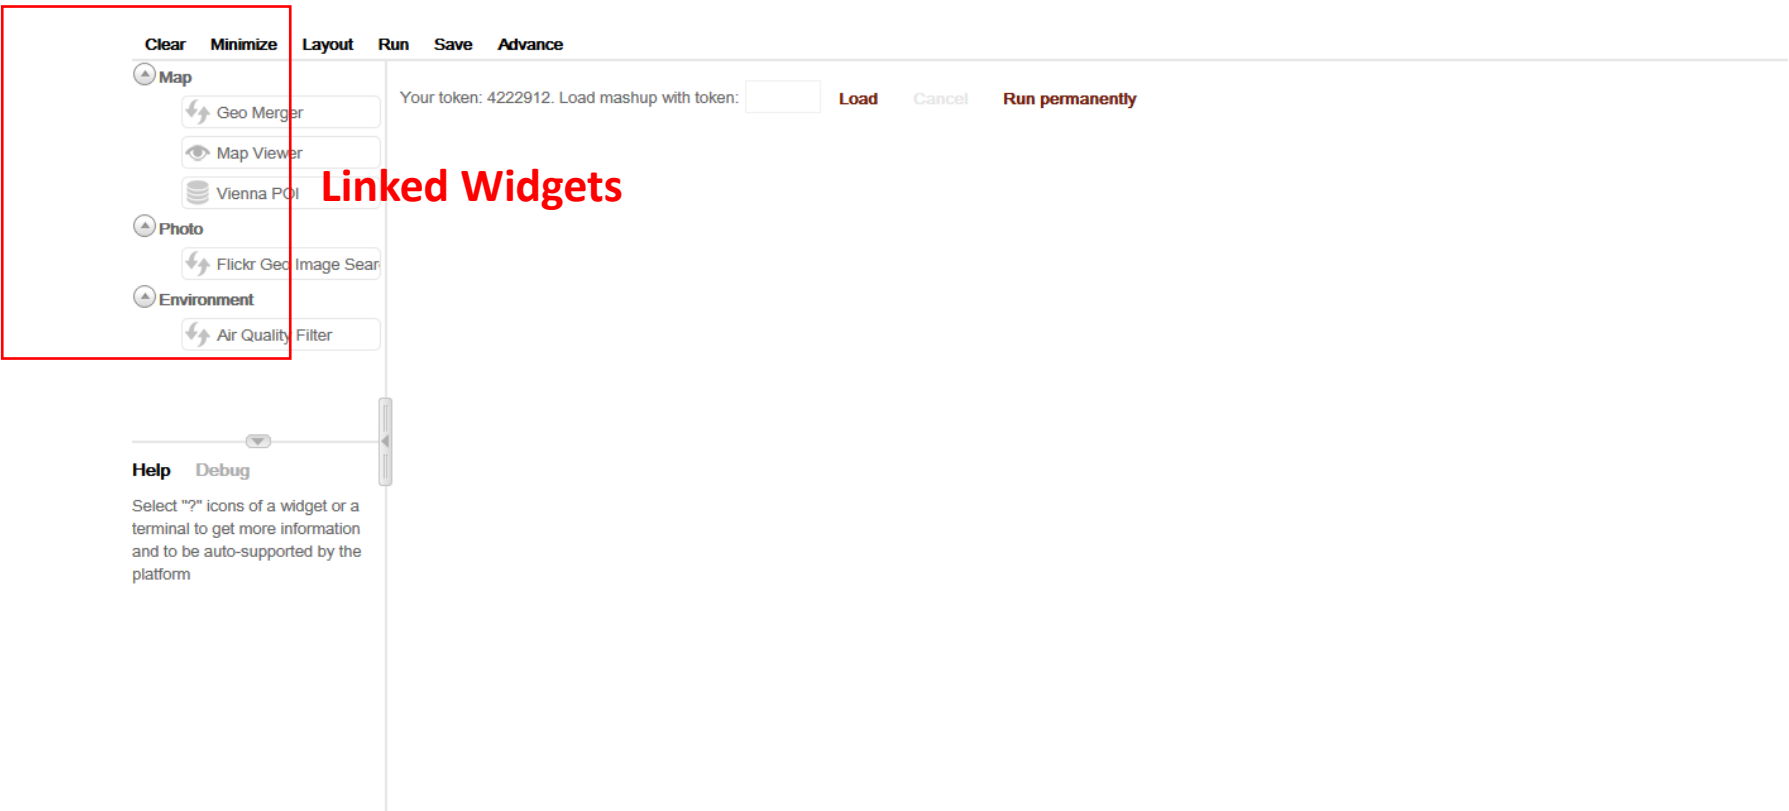 Clear Minimize Layout Run Save Advance
Map
Geo Merger
Map Viewer
Vienna POI
Photo
Flickr Geo Image Sear
Environment
Air Quality Filter
Your token: 4222912. Load mashup with token: Load Cancel Run permanently
Linked Widgets
Help Debug
Select "?" icons of a widget or a
terminal to get more information
and to be auto-supported by the
platform